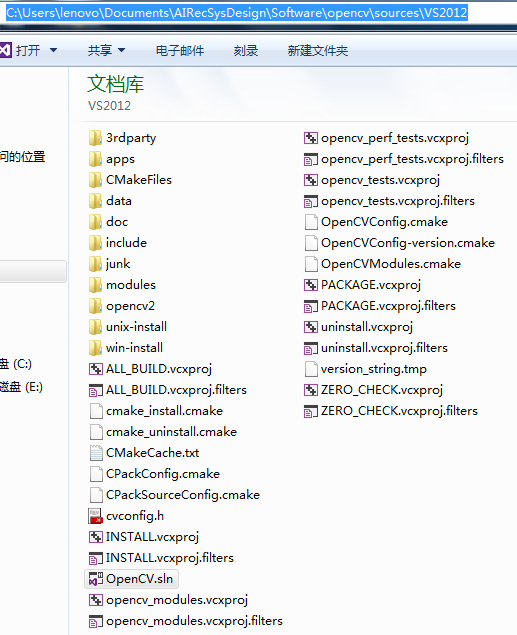 C:\Users\lenovo\Documents\AIRecSysDesign\Software\opencv\sources\VS2012
打开 共享 电子邮件 刻录 新建文件夹
文档库
VS2012
问的位置
盘 (C:)
磁盘 (E:)
3rdparty
apps
CMakeFiles
data
doc
include
junk
modules
opencv2
unix-install
win-install
ALL_BUILD.vcxproj
ALL_BUILD.vcxproj.filters
cmake_install.cmake
cmake_uninstall.cmake
CMakeCache.txt
CPackConfig.cmake
CPackSourceConfig.cmake
cvconfig.h
INSTALL.vcxproj
INSTALL.vcxproj.filters
OpenCV.sln
opencv_modules.vcxproj
opencv_modules.vcxproj.filters
opencv_perf_tests.vcxproj
opencv_perf_tests.vcxproj.filters
opencv_tests.vcxproj
opencv_tests.vcxproj.filters
OpenCVConfig.cmake
OpenCVConfig-version.cmake
OpenCVModules.cmake
PACKAGE.vcxproj
PACKAGE.vcxproj.filters
uninstall.vcxproj
uninstall.vcxproj.filters
version_string.tmp
ZERO_CHECK.vcxproj
ZERO_CHECK.vcxproj.filters